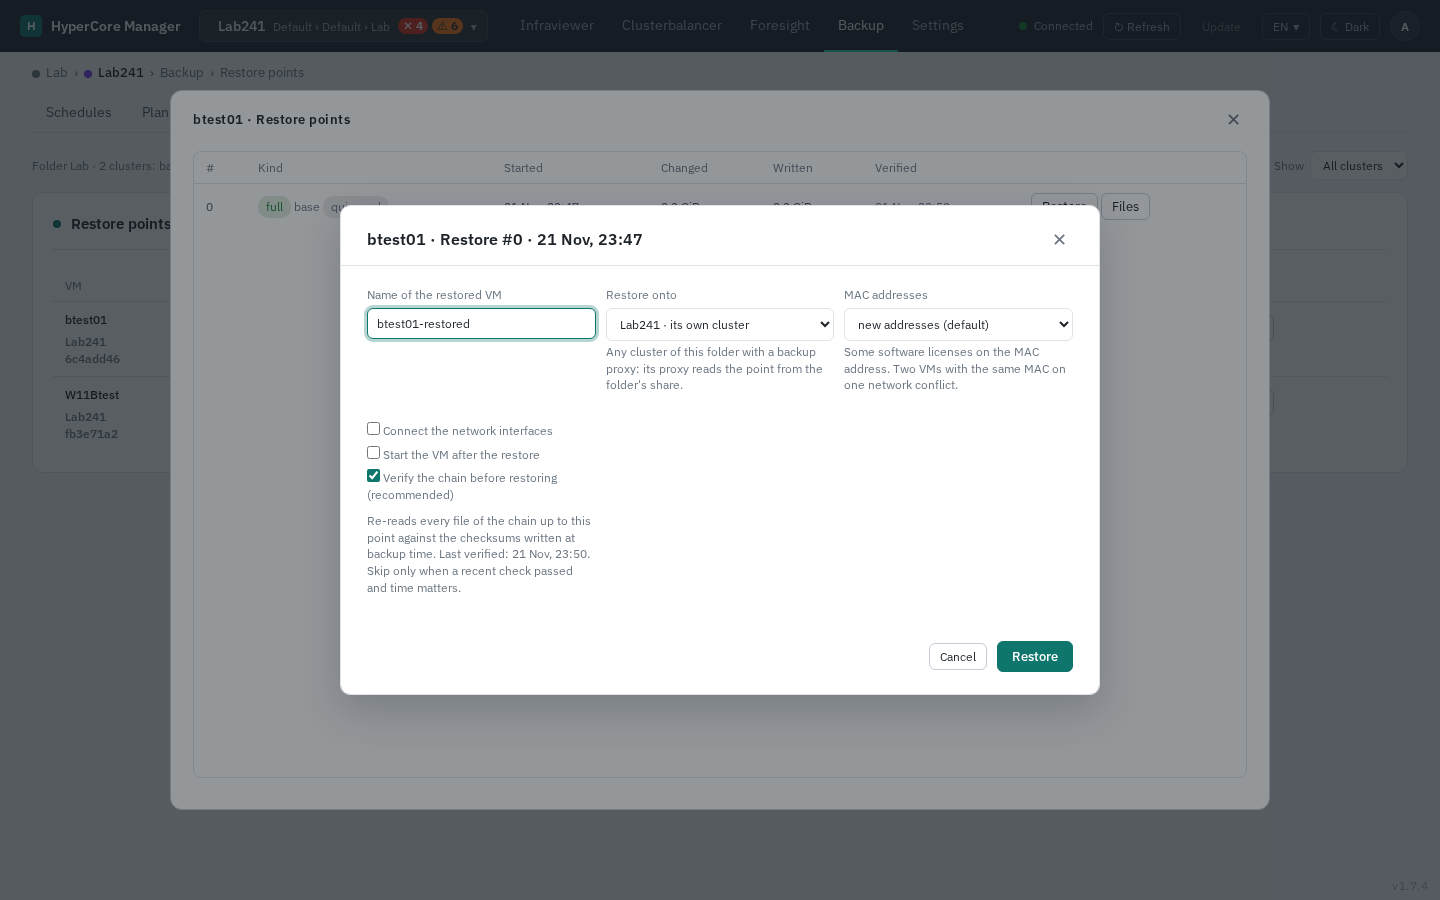 H HyperCore Manager Lab241 Default › Default › Lab ✕ 4 ⚠ 6 ▾ Infraviewer Clusterbalancer Foresight Backup Settings Connected ↻ Refresh Update EN ▾ ☾ Dark A
Lab › Lab241 › Backup › Restore points
Schedules Plan
btest01 · Restore points ✕
Folder Lab · 2 clusters: ba
Show All clusters
# Kind Started Changed Written Verified
0 full base Restore Files
Restore points
VM
btest01
Lab241
6c4add46
W11Btest
Lab241
fb3e71a2
btest01 · Restore #0 · 21 Nov, 23:47 ✕
Name of the restored VM Restore onto MAC addresses
btest01-restored Lab241 · its own cluster new addresses (default)
Any cluster of this folder with a backup Some software licenses on the MAC
proxy: its proxy reads the point from the address. Two VMs with the same MAC on
folder's share. one network conflict.
Connect the network interfaces
Start the VM after the restore
Verify the chain before restoring
(recommended)
Re-reads every file of the chain up to this
point against the checksums written at
backup time. Last verified: 21 Nov, 23:50.
Skip only when a recent check passed
and time matters.
Cancel Restore
v1.7.4